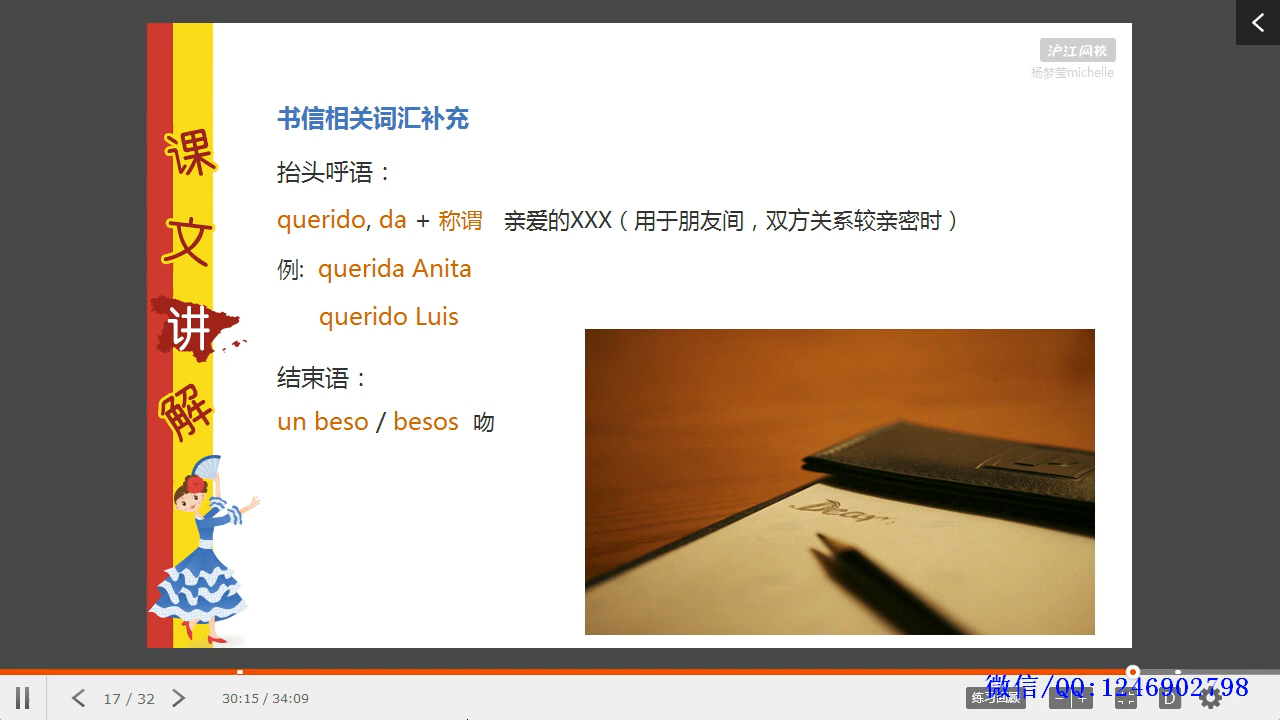 沪江网校
杨梦莹michelle
课文讲解
书信相关词汇补充
抬头呼语：
querido, da + 称谓 亲爱的XXX（用于朋友间，双方关系较亲密时）
例: querida Anita
querido Luis
结束语：
un beso / besos 吻
Dear,
17 / 32
30:15 / 34:09
练习回顾
D
微信/QQ:1246902798